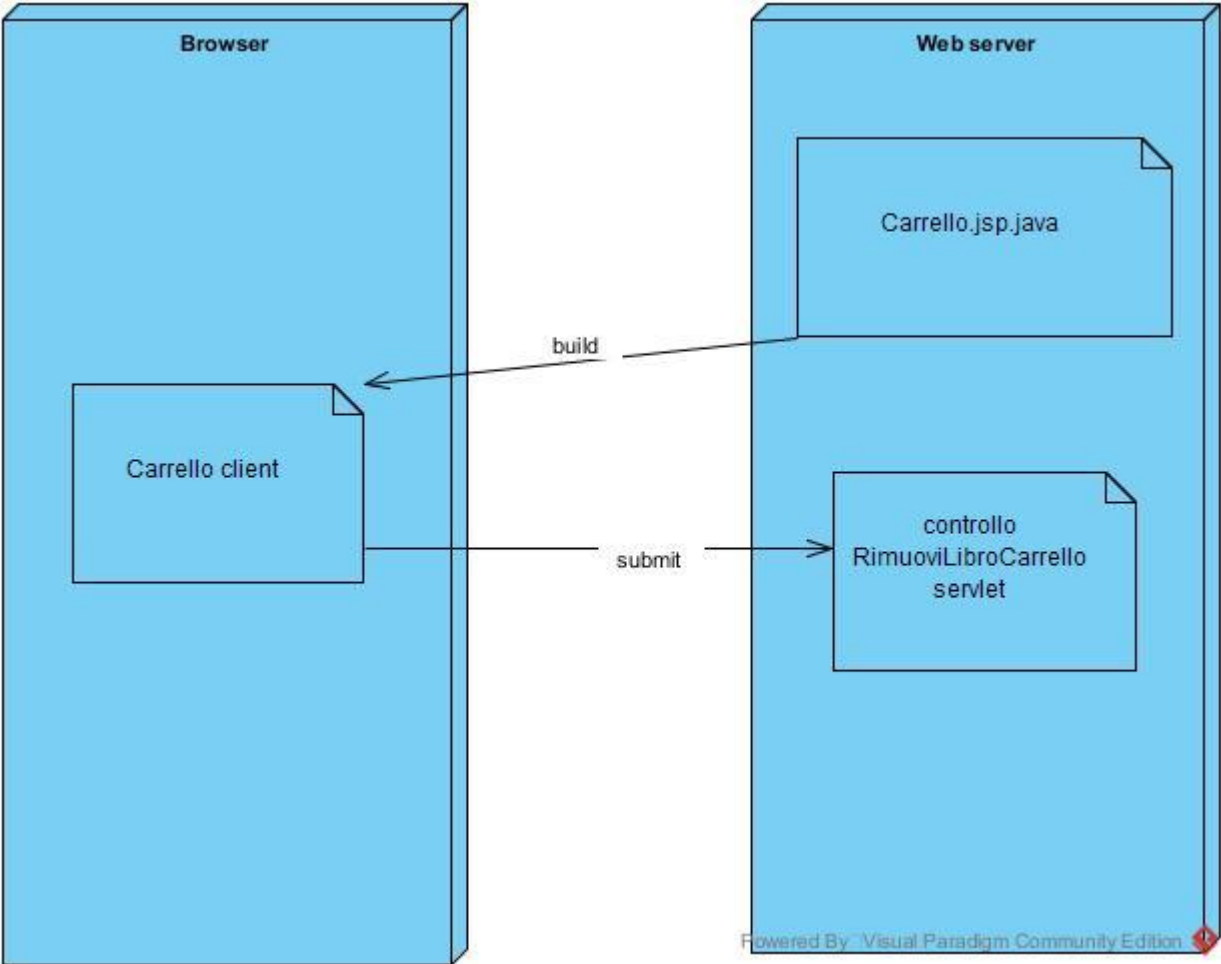 Browser
Web server
Carrello.jsp.java
build
Carrello client
submit
controllo
RimuoviLibroCarrello
servlet
Powered By Visual Paradigm Community Edition